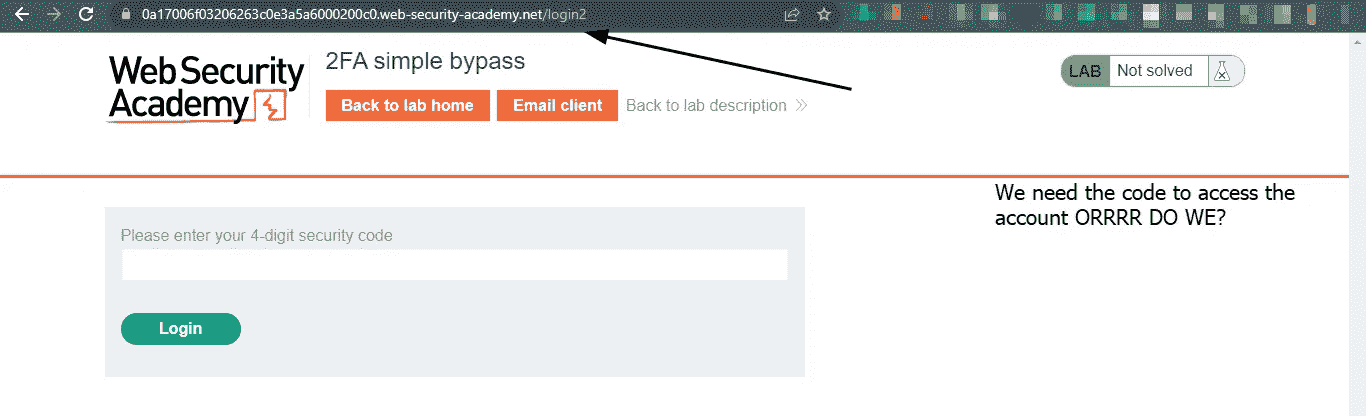 0a17006f03206263c0e3a5a6000200c0.web-security-academy.net/login2
Web Security
Academy
2FA simple bypass
Back to lab home
Email client
Back to lab description
LAB
Not solved
We need the code to access the
account ORRRR DO WE?
Please enter your 4-digit security code
Login